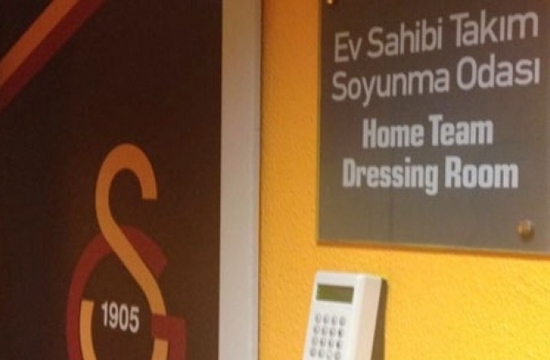 Ev Sahibi Takım
Soyunma Odası
Home Team
Dressing Room
1905